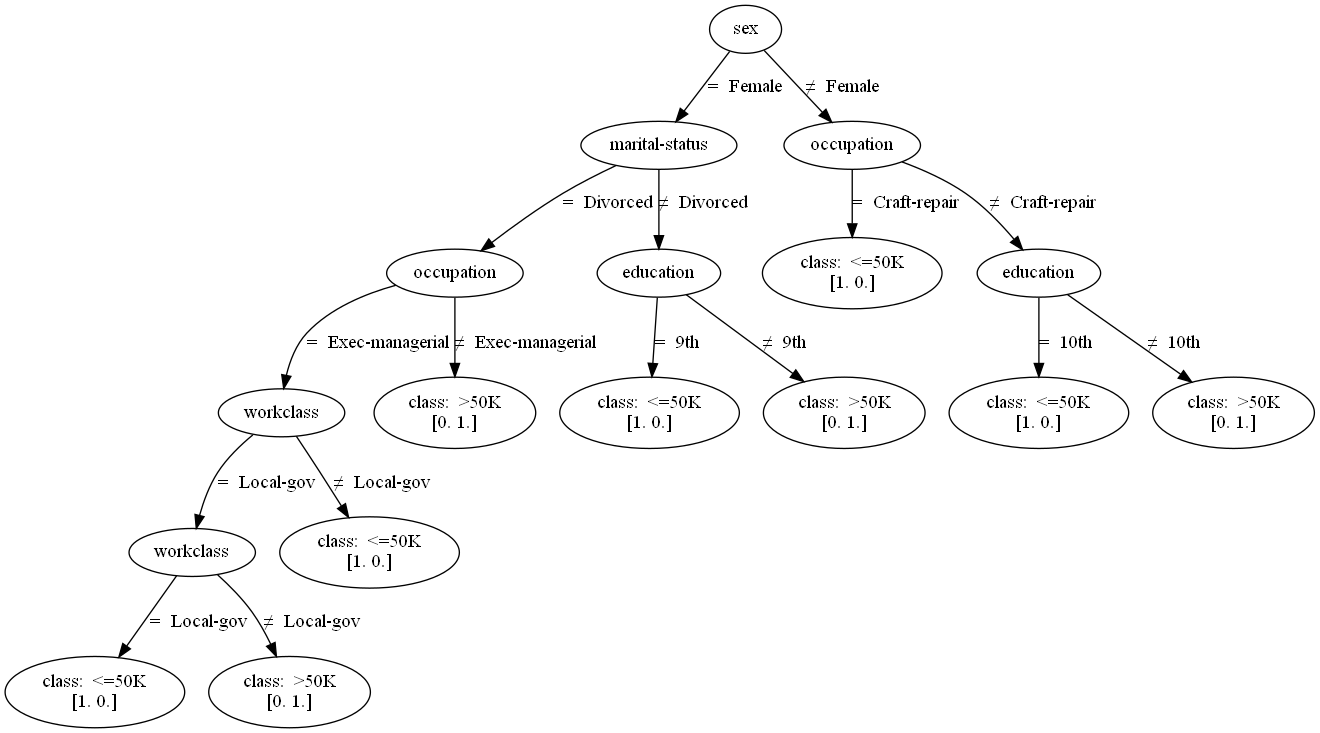 sex
= Female
≠ Female
marital-status
occupation
= Divorced
≠ Divorced
= Craft-repair
≠ Craft-repair
occupation
education
class: <=50K
[1. 0.]
education
= Exec-managerial
≠ Exec-managerial
= 9th
≠ 9th
= 10th
≠ 10th
workclass
class: >50K
[0. 1.]
class: <=50K
[1. 0.]
class: >50K
[0. 1.]
class: <=50K
[1. 0.]
class: >50K
[0. 1.]
= Local-gov
≠ Local-gov
workclass
class: <=50K
[1. 0.]
= Local-gov
≠ Local-gov
class: <=50K
[1. 0.]
class: >50K
[0. 1.]